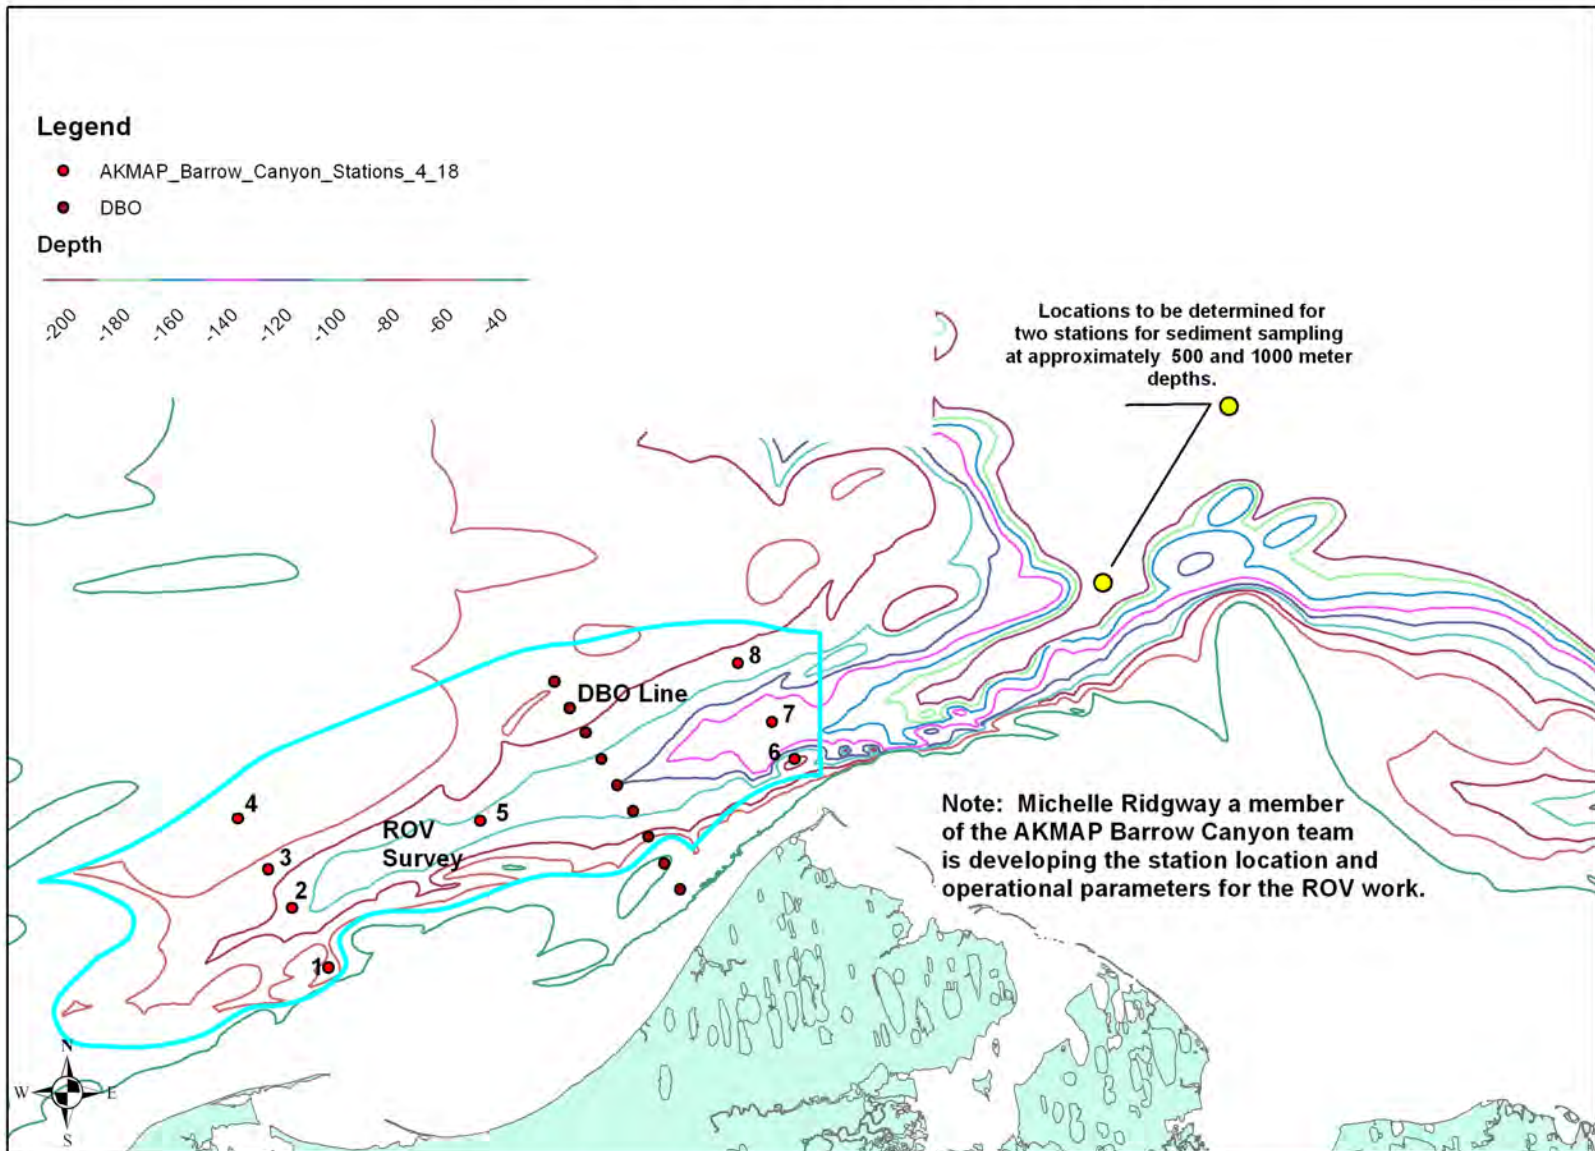 Legend
AKMAP_Barrow_Canyon_Stations_4_18
DBO
Depth
-200 -180 -160 -140 -120 -100 -80 -60 -40
Locations to be determined for
two stations for sediment sampling
at approximately 500 and 1000 meter
depths.
8
DBO Line
7
6
4
5
ROV
Survey
3
2
1
Note: Michelle Ridgway a member
of the AKMAP Barrow Canyon team
is developing the station location and
operational parameters for the ROV work.
N
W E
S